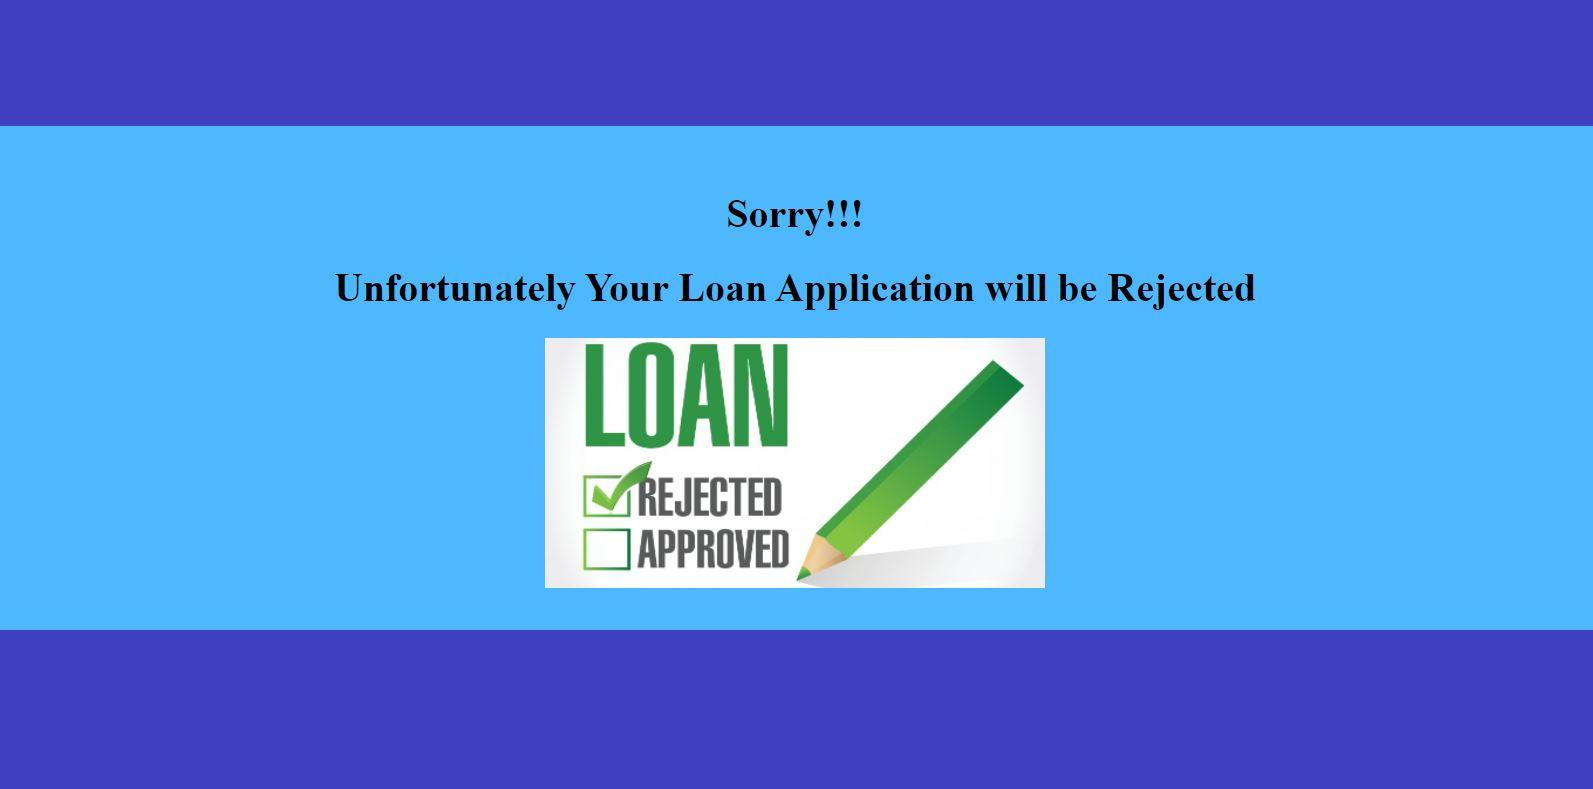 Sorry!!!
Unfortunately Your Loan Application will be Rejected
LOAN
REJECTED
APPROVED